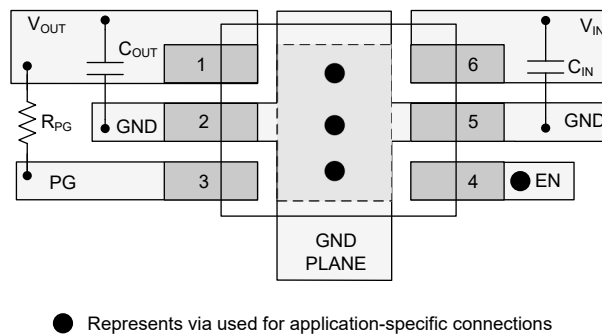 VOUT
COUT
1
RPG
GND
2
PG
3
GND
PLANE
VIN
CIN
6
5
GND
4
EN
Represents via used for application-specific connections